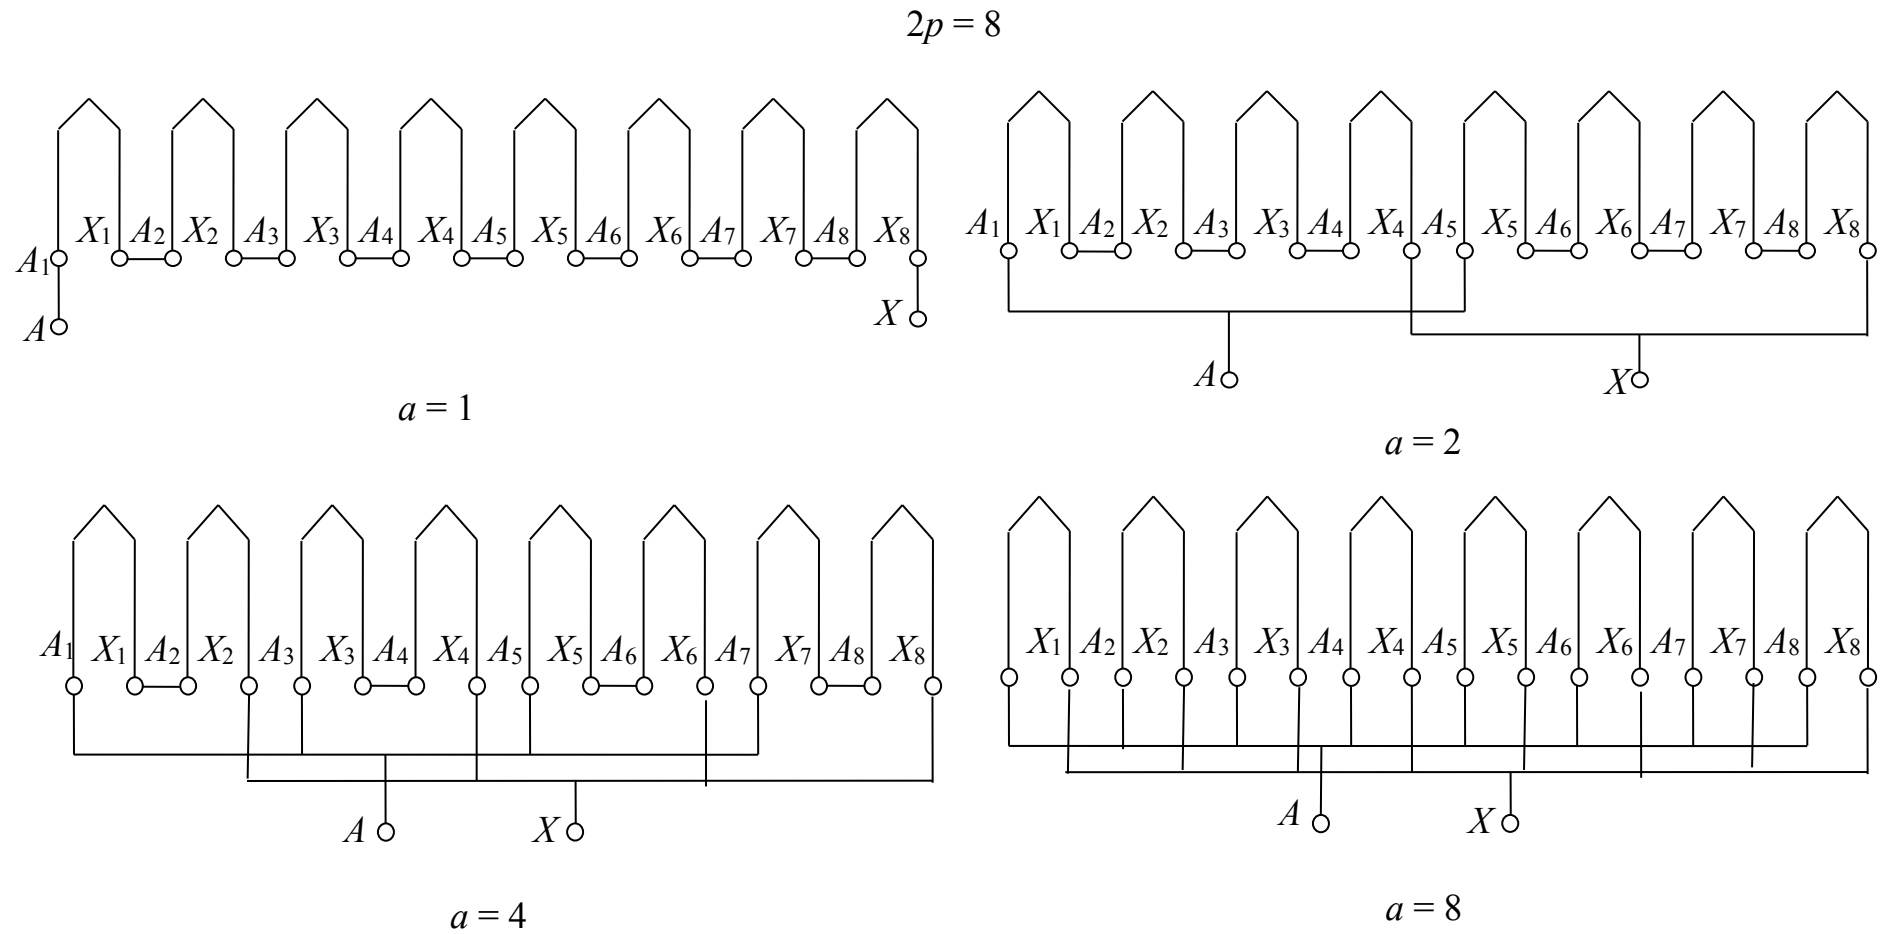 2p = 8
X1 A2 X2 A3 X3 A4 X4 A5 X5 A6 X6 A7 X7 A8 X8
A1
A X
a = 1
A1 X1 A2 X2 A3 X3 A4 X4 A5 X5 A6 X6 A7 X7 A8 X8
A X
a = 2
A1 X1 A2 X2 A3 X3 A4 X4 A5 X5 A6 X6 A7 X7 A8 X8
A X
a = 4
X1 A2 X2 A3 X3 A4 X4 A5 X5 A6 X6 A7 X7 A8 X8
A X
a = 8